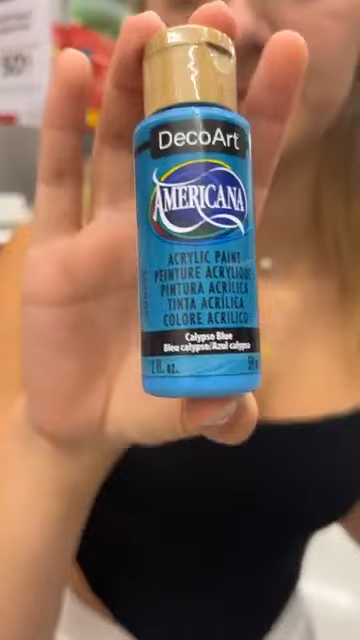 DecoArt
AMERICANA
ACRYLIC PAINT
PEINTURE ACRYLIQUE
PINTURA ACRÍLICA
TINTA ACRÍLICA
COLORE ACRILICO
Calypso Blue
Bleu calypso/Azul calypso
2 FL. OZ.
59